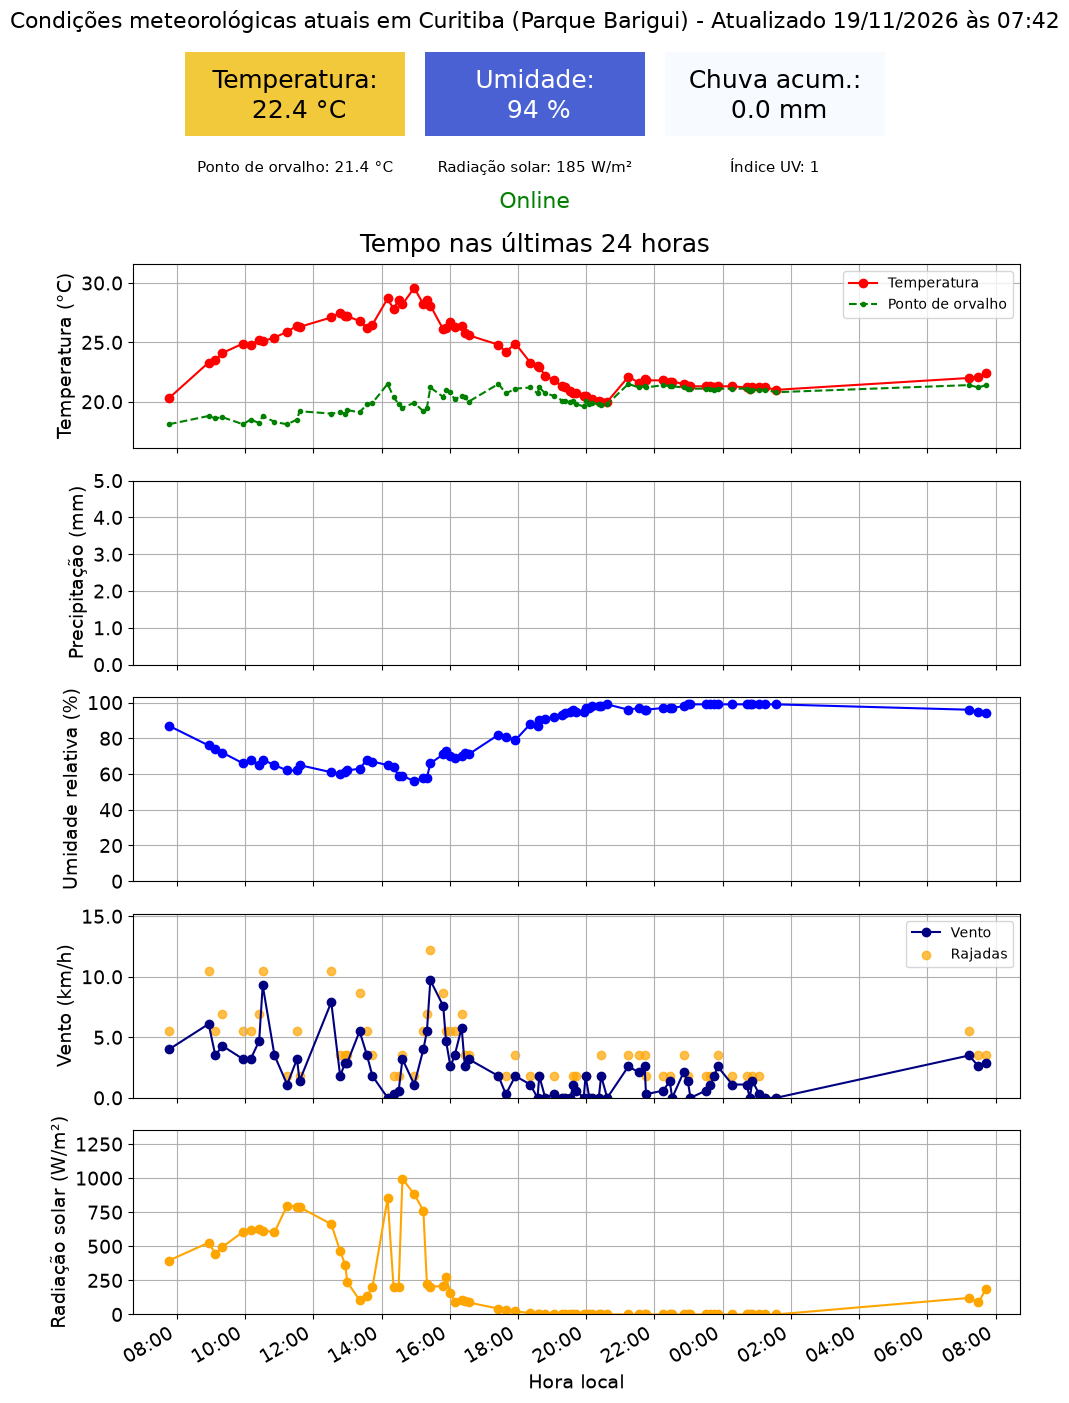 Condições meteorológicas atuais em Curitiba (Parque Barigui) - Atualizado 19/11/2026 às 07:42
Temperatura:
22.4 °C
Umidade:
94 %
Chuva acum.:
0.0 mm
Ponto de orvalho: 21.4 °C
Radiação solar: 185 W/m²
Índice UV: 1
Online
Tempo nas últimas 24 horas
Temperatura (°C)
30.0
25.0
20.0
Temperatura
Ponto de orvalho
Precipitação (mm)
5.0
4.0
3.0
2.0
1.0
0.0
Umidade relativa (%)
100
80
60
40
20
0
Vento (km/h)
15.0
10.0
5.0
0.0
Vento
Rajadas
Radiação solar (W/m²)
1250
1000
750
500
250
0
08:00
10:00
12:00
14:00
16:00
18:00
20:00
22:00
00:00
02:00
04:00
06:00
08:00
Hora local